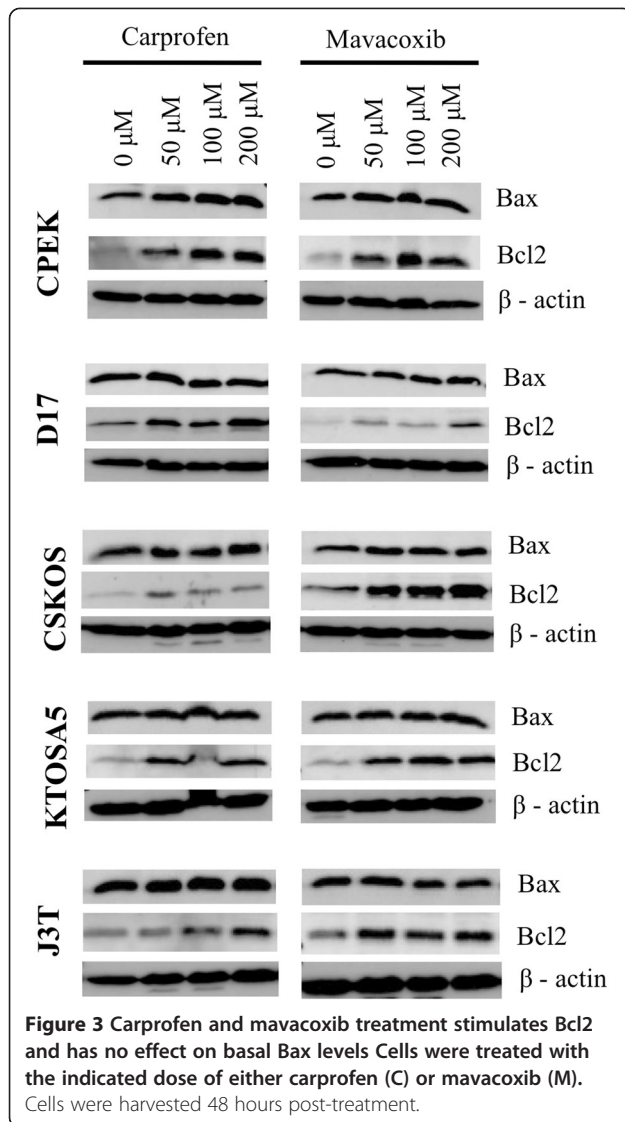 Carprofen Mavacoxib
0 μM 50 μM 100 μM 200 μM 0 μM 50 μM 100 μM 200 μM
CPEK
Bax
Bcl2
β - actin
D17
Bax
Bcl2
β - actin
CSKOS
Bax
Bcl2
β - actin
KTOSA5
Bax
Bcl2
β - actin
J3T
Bax
Bcl2
β - actin
Figure 3 Carprofen and mavacoxib treatment stimulates Bcl2
and has no effect on basal Bax levels Cells were treated with
the indicated dose of either carprofen (C) or mavacoxib (M).
Cells were harvested 48 hours post-treatment.